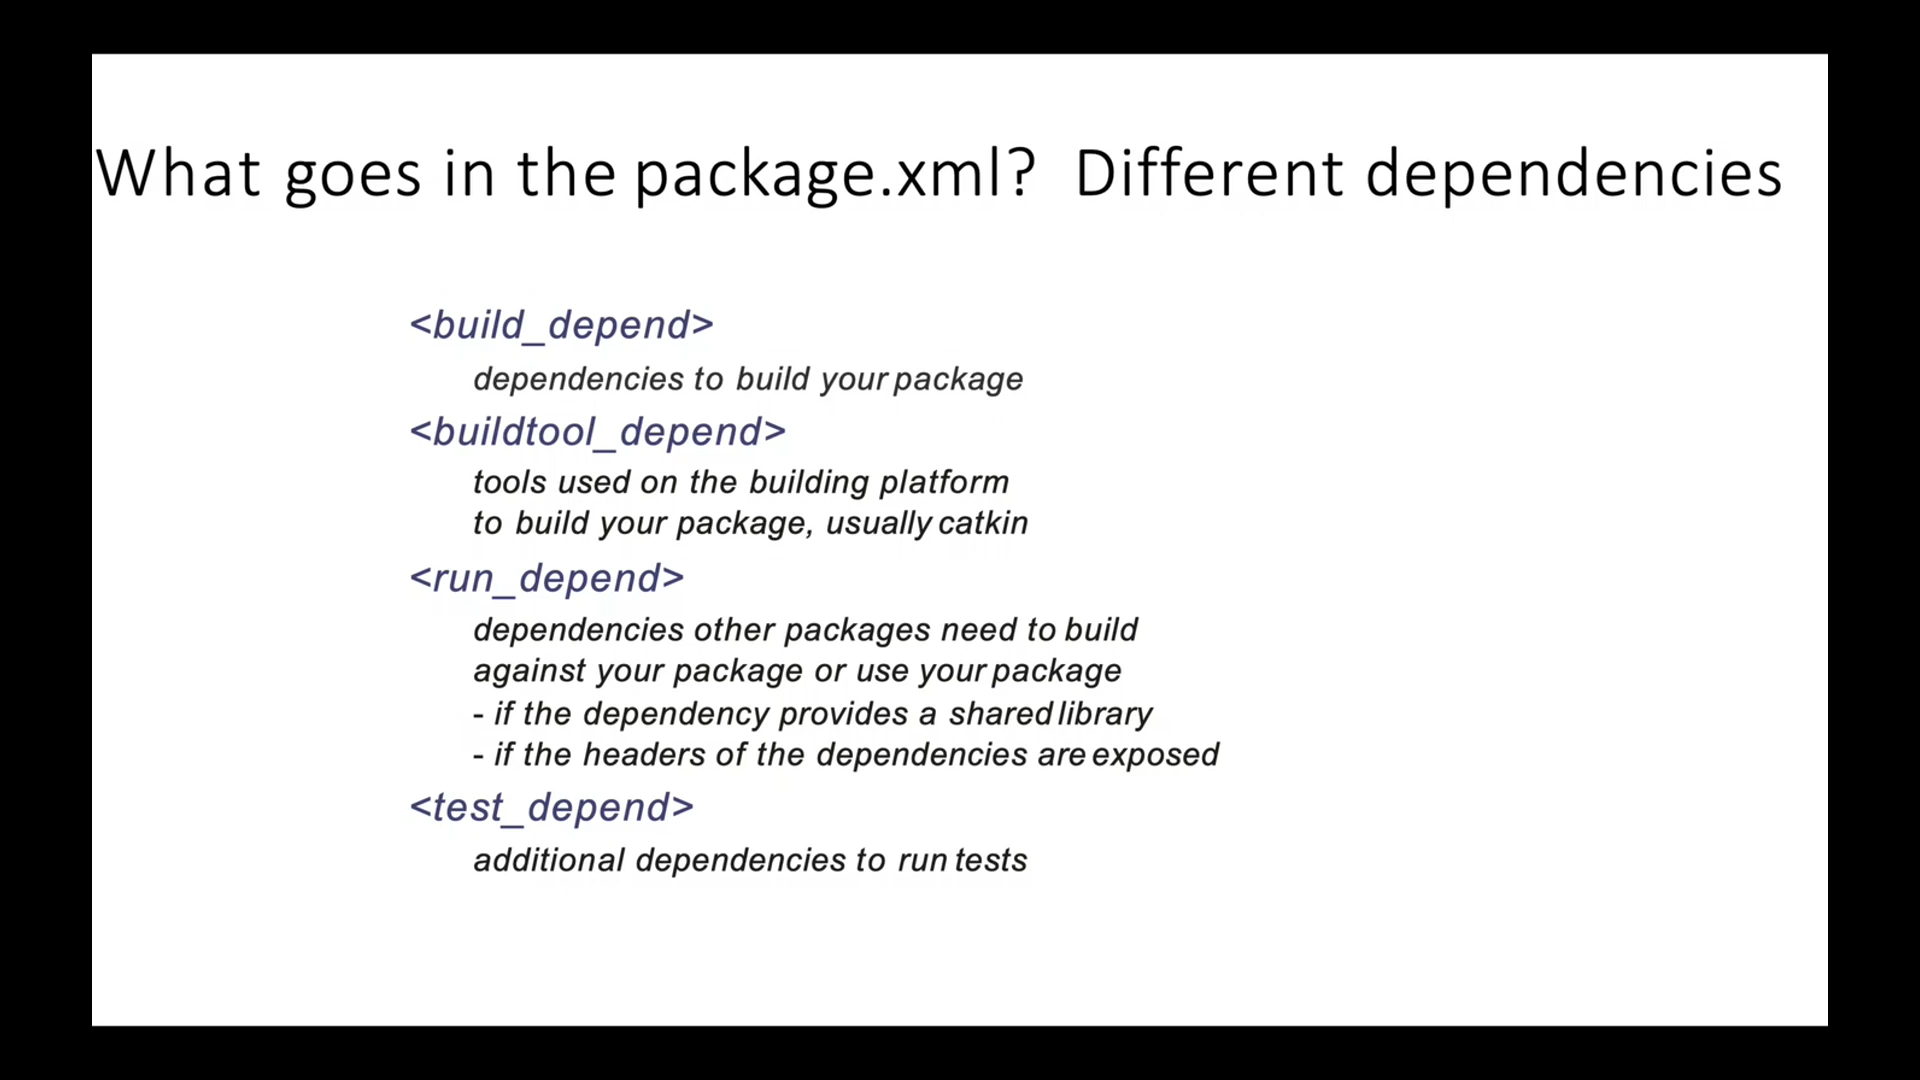 What goes in the package.xml? Different dependencies
<build_depend>
dependencies to build your package
<buildtool_depend>
tools used on the building platform
to build your package, usually catkin
<run_depend>
dependencies other packages need to build
against your package or use your package
- if the dependency provides a shared library
- if the headers of the dependencies are exposed
<test_depend>
additional dependencies to run tests